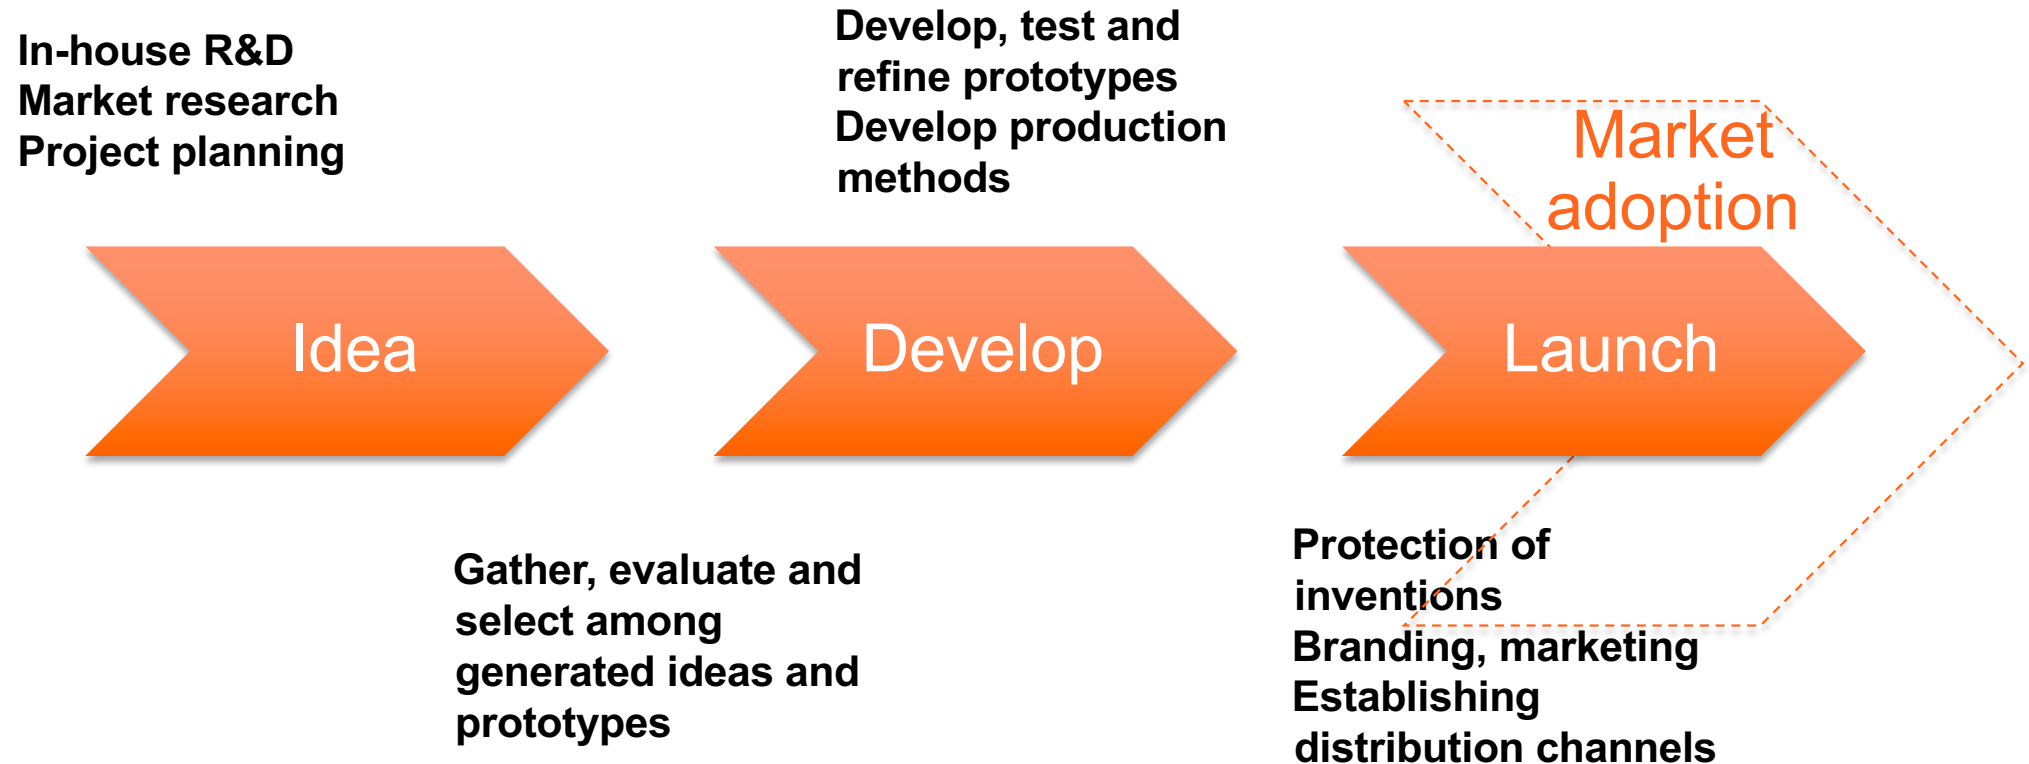 In-house R&D
Market research
Project planning
Develop, test and
refine prototypes
Develop production
methods
Market
adoption
Idea
Develop
Launch
Gather, evaluate and
select among
generated ideas and
prototypes
Protection of
inventions
Branding, marketing
Establishing
distribution channels